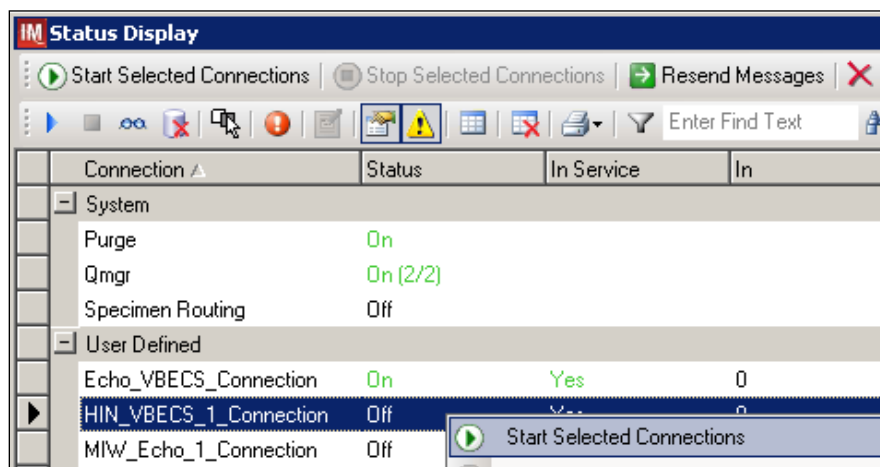 IM Status Display
Start Selected Connections Stop Selected Connections Resend Messages
Enter Find Text
Connection Status In Service In
System
Purge On
Qmgr On (2/2)
Specimen Routing Off
User Defined
Echo_VBECS_Connection On Yes 0
HIN_VBECS_1_Connection Off Yes 0
MIW_Echo_1_Connection Off
Start Selected Connections